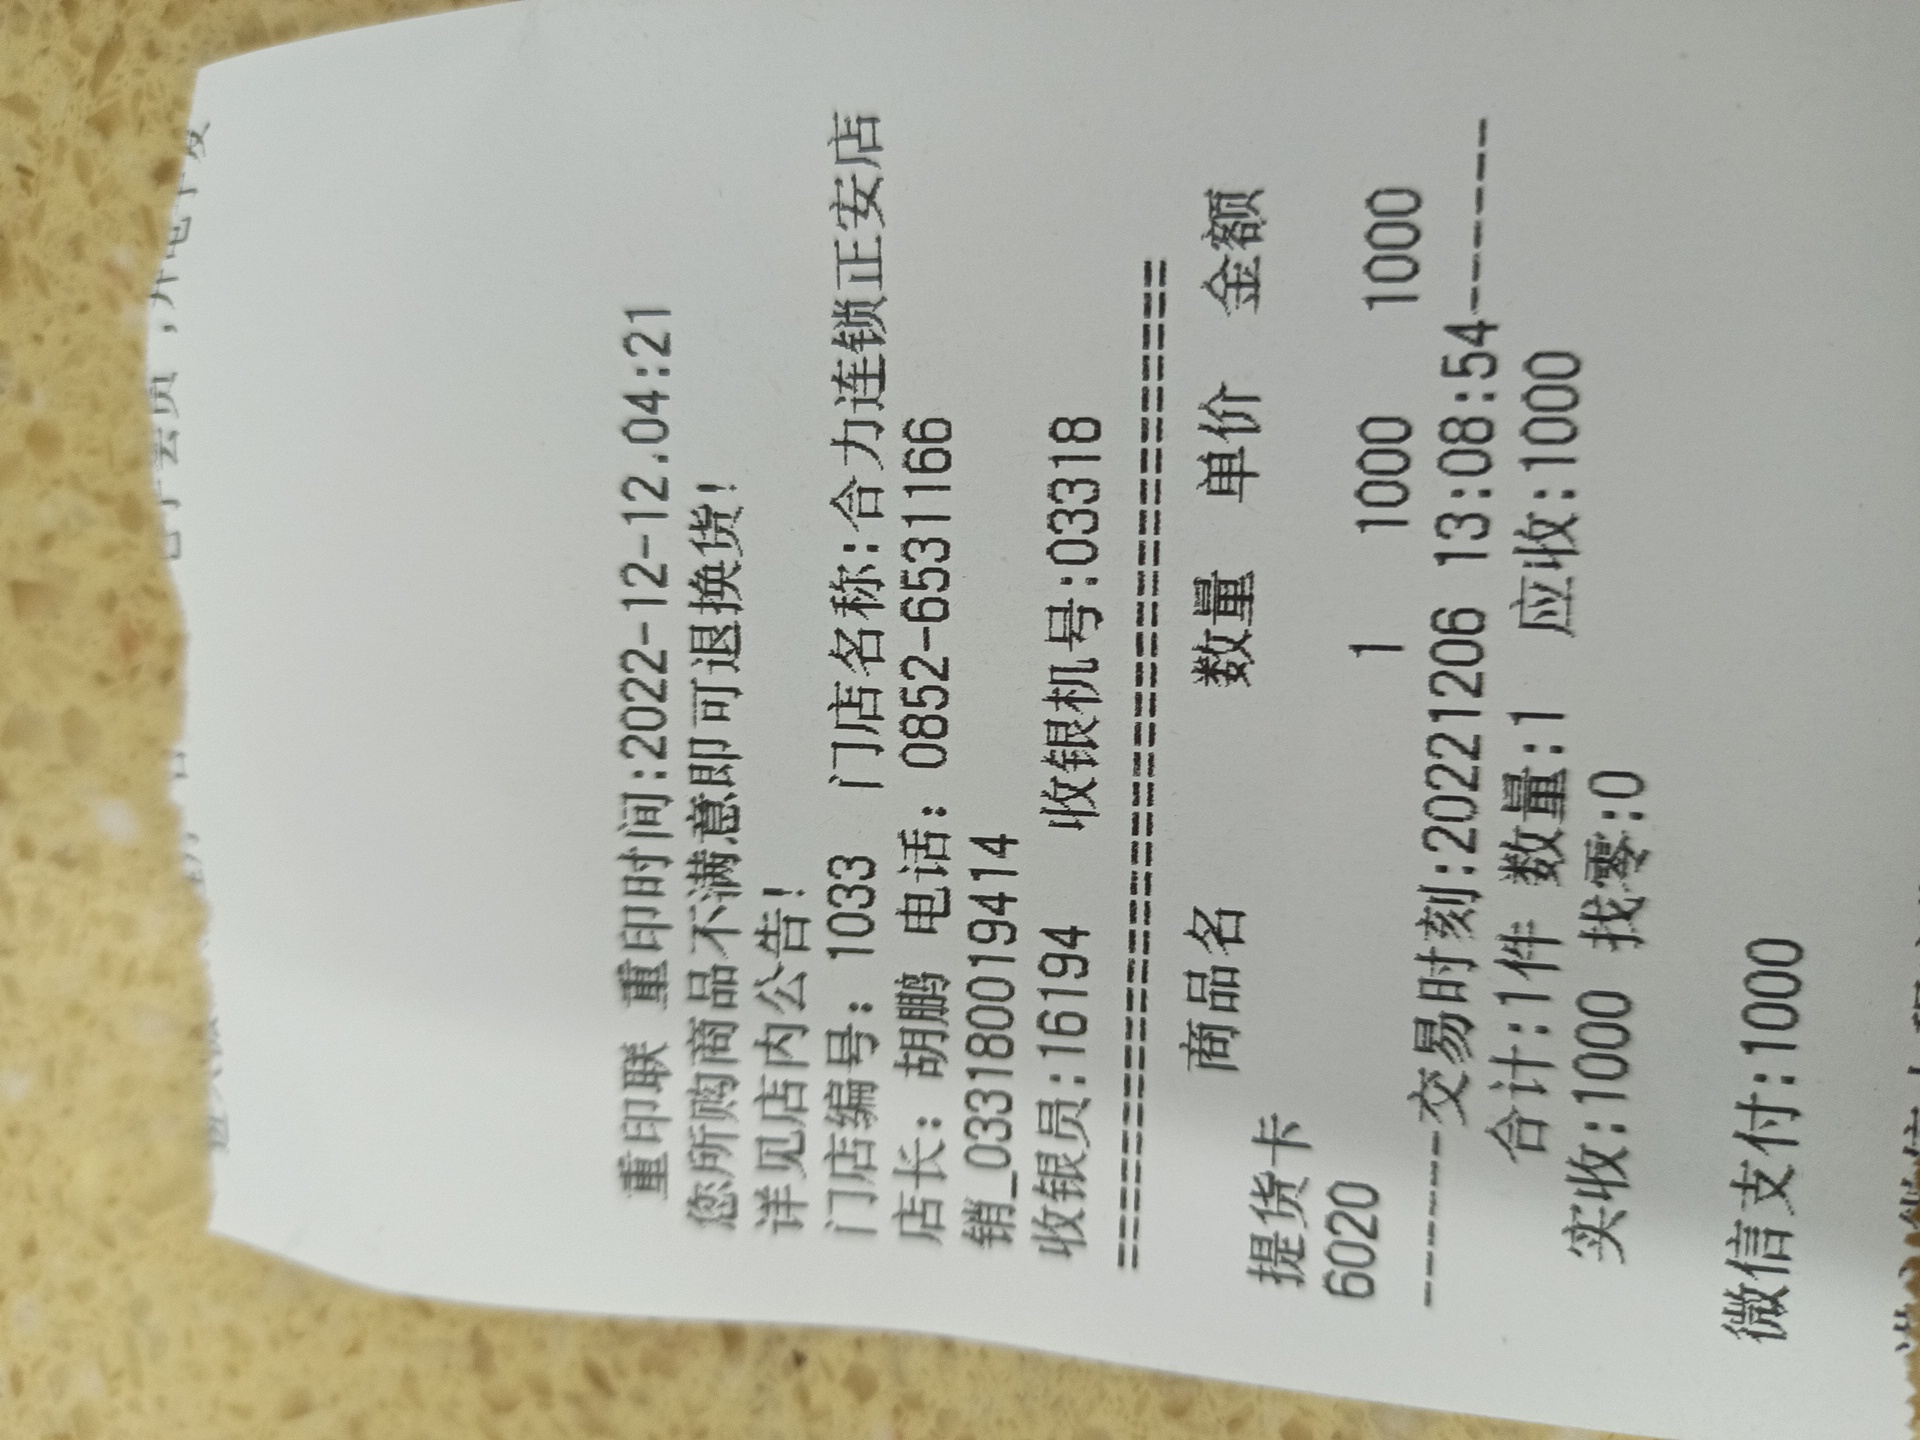 重印联 重印时间:2022-12-12.04:21
您所购商品不满意即可退换货!
详见店内公告!
门店编号: 1033 门店名称:合力连锁正安店
店长: 胡鹏 电话: 0852-6531166
销_033180019414
收银员:16194 收银机号:03318
==========================================
商品名 数量 单价 金额
提货卡
6020 1 1000 1000
--------交易时刻:20221206 13:08:54--------
合计:1件 数量:1 应收:1000
实收:1000 找零:0
微信支付:1000